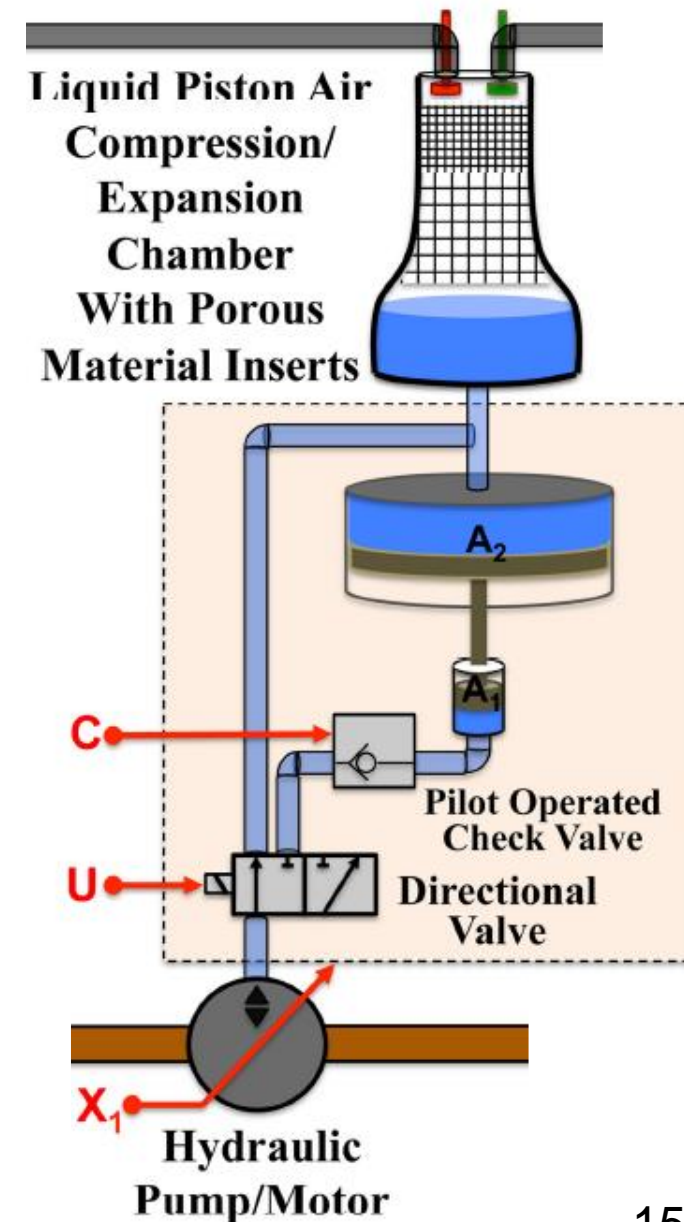 Liquid Piston Air
Compression/
Expansion
Chamber
With Porous
Material Inserts
A2
A1
C
Pilot Operated
Check Valve
U
Directional
Valve
X1
Hydraulic
Pump/Motor
15